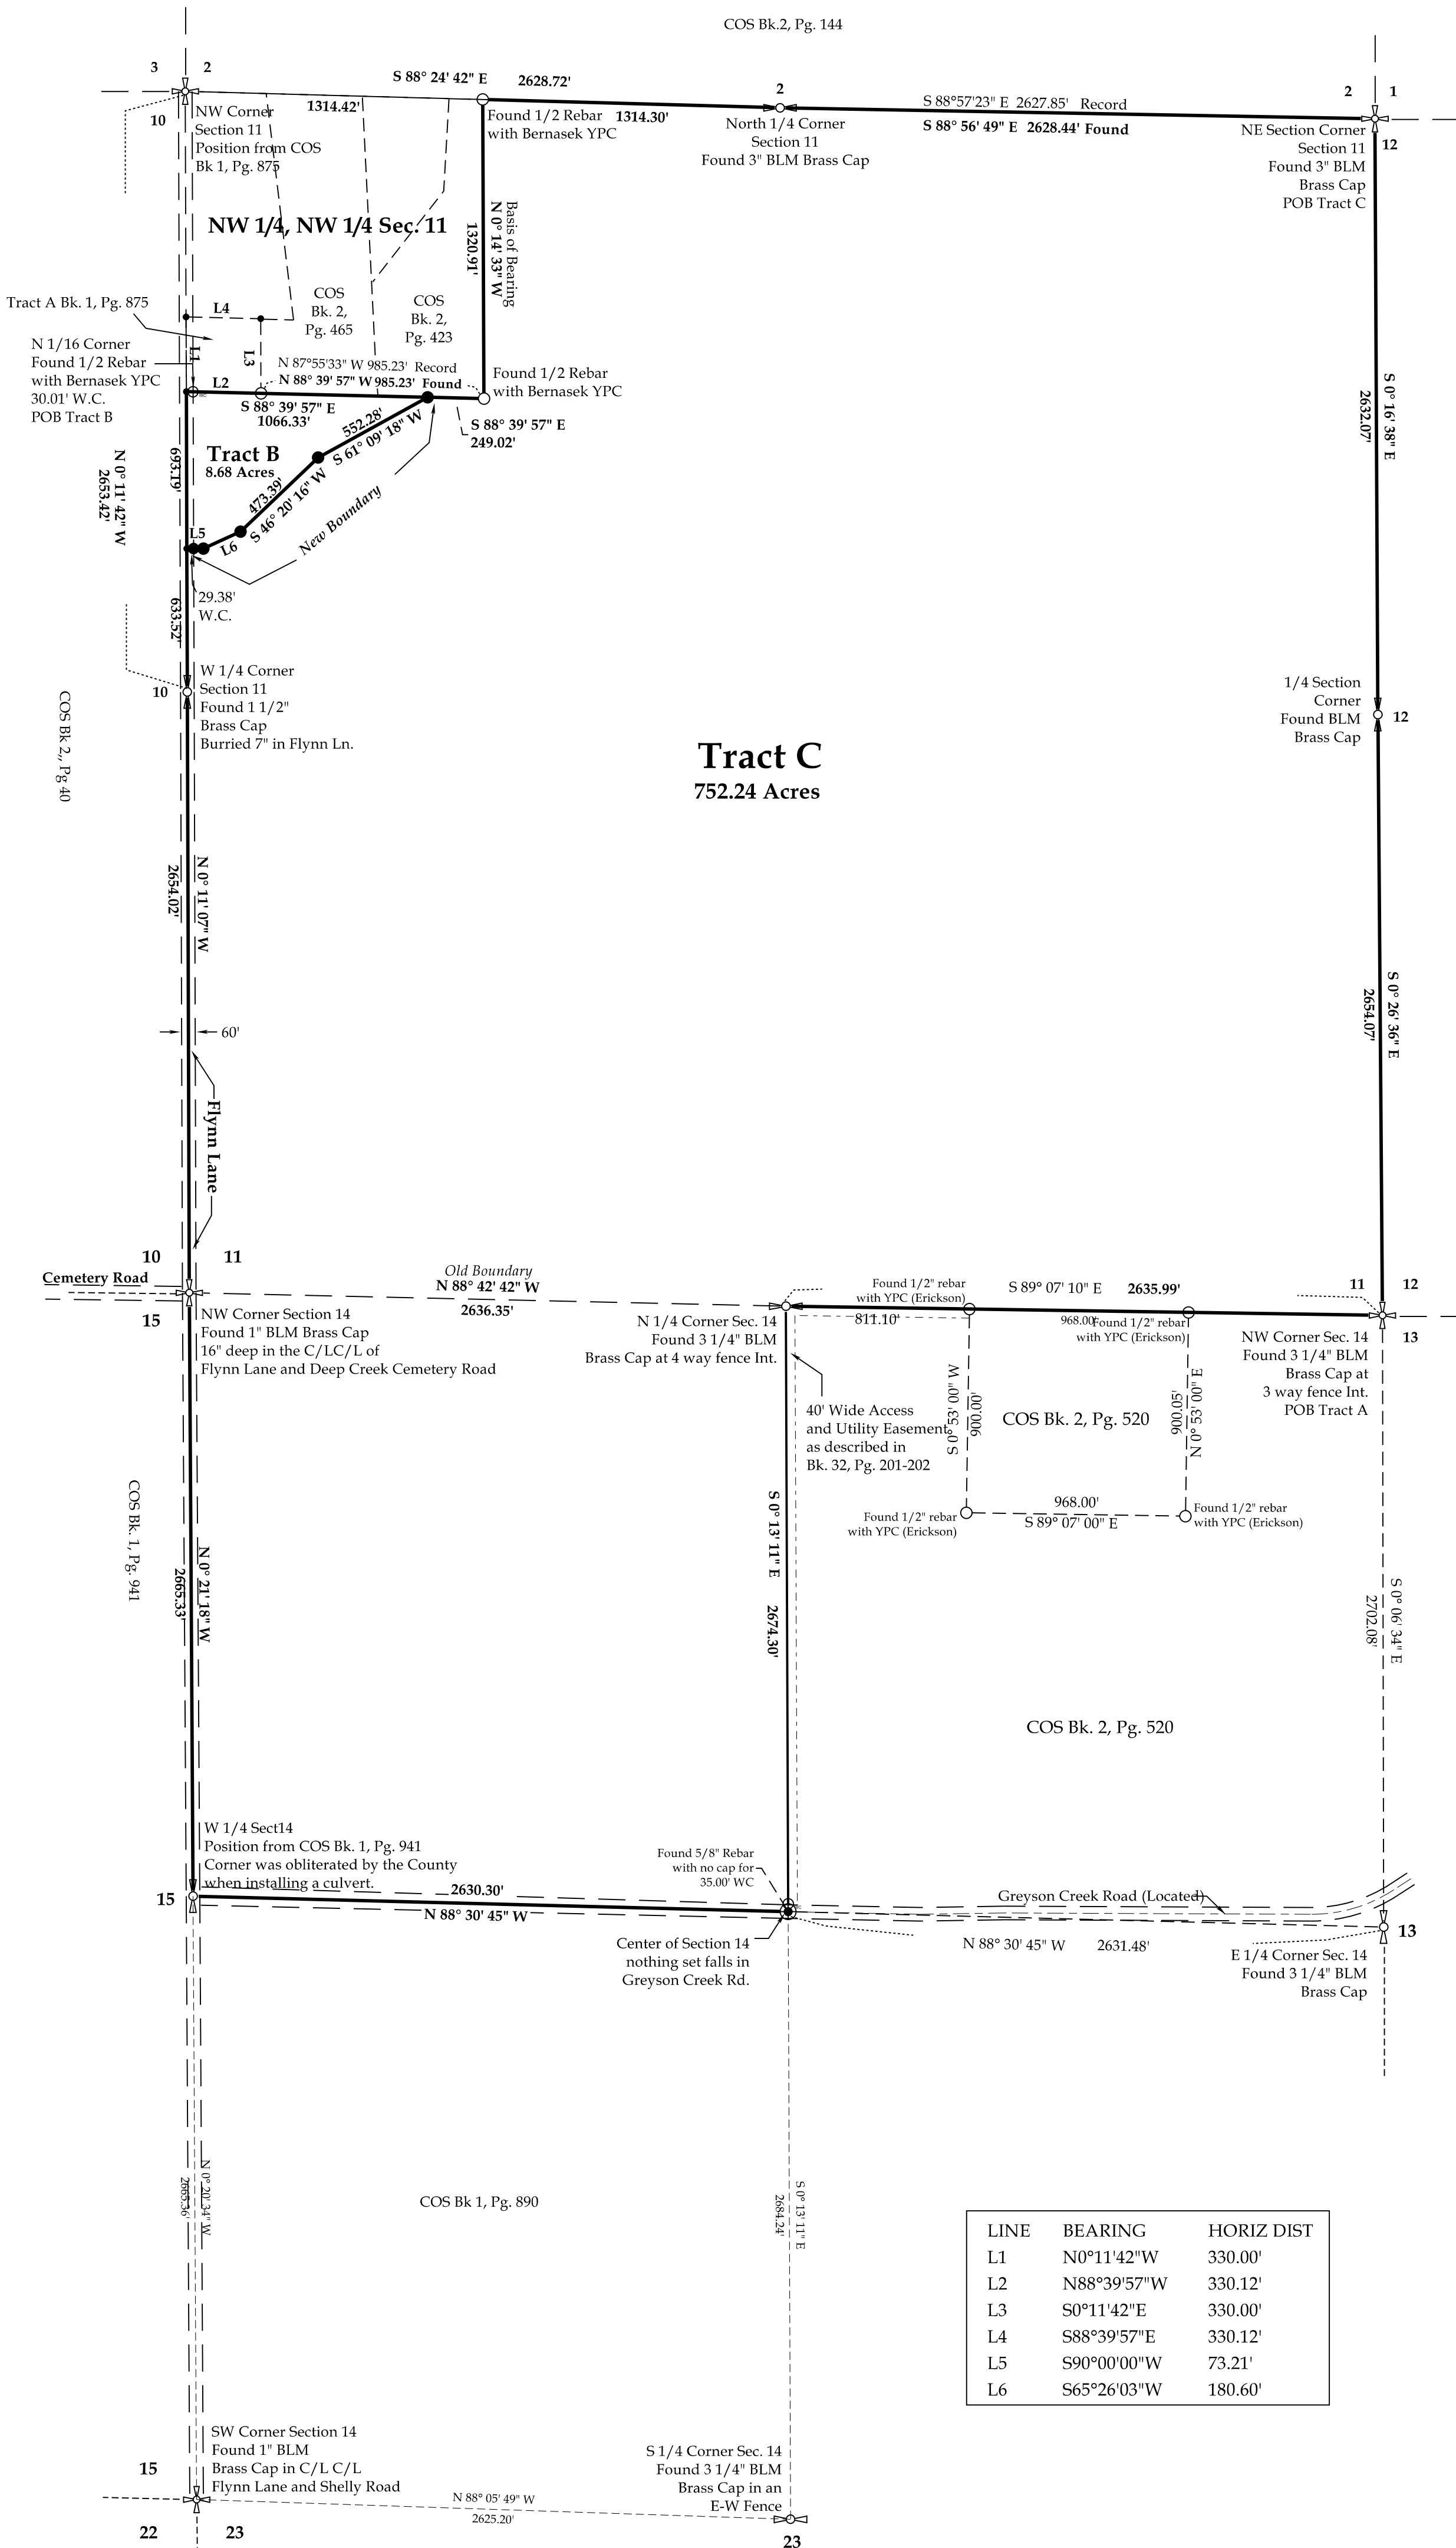 COS Bk.2, Pg. 144
3
2
S 88° 24' 42" E
2628.72'
2
2
1
S 88°57'23" E 2627.85' Record
1314.42'
10
NW Corner
Section 11
Position from COS
Bk 1, Pg. 875
Found 1/2 Rebar
with Bernasek YPC
1314.30'
North 1/4 Corner
Section 11
Found 3" BLM Brass Cap
S 88° 56' 49" E 2628.44' Found
NE Section Corner
Section 11
Found 3" BLM
Brass Cap
POB Tract C
12
NW 1/4, NW 1/4 Sec. 11
1320.91'
N 0° 14' 33" W
Basis of Bearing
Tract A Bk. 1, Pg. 875
L4
COS
Bk. 2,
Pg. 465
COS
Bk. 2,
Pg. 423
N 1/16 Corner
Found 1/2 Rebar
with Bernasek YPC
30.01' W.C.
POB Tract B
L1
L3
N 87°55'33" W 985.23' Record
N 88° 39' 57" W 985.23' Found
L2
Found 1/2 Rebar
with Bernasek YPC
S 88° 39' 57" E
1066.33'
S 88° 39' 57" E
249.02'
552.28'
S 61° 09' 18" W
Tract B
8.68 Acres
693.19'
473.39'
S 46° 20' 16" W
New Boundary
L5
L6
29.38'
W.C.
N 0° 11' 42" W
2653.42'
633.52'
S 0° 16' 38" E
2632.07'
10
W 1/4 Corner
Section 11
Found 1 1/2"
Brass Cap
Burried 7" in Flynn Ln.
COS Bk 2,, Pg 40
1/4 Section
Corner
Found BLM
Brass Cap
12
Tract C
752.24 Acres
N 0° 11' 07" W
2654.02'
S 0° 26' 36" E
2654.07'
60'
Flynn Lane
10
11
Cemetery Road
15
Old Boundary
N 88° 42' 42" W
2636.35'
NW Corner Section 14
Found 1" BLM Brass Cap
16" deep in the C/LC/L of
Flynn Lane and Deep Creek Cemetery Road
N 1/4 Corner Sec. 14
Found 3 1/4" BLM
Brass Cap at 4 way fence Int.
Found 1/2" rebar
with YPC (Erickson)
811.10'
S 89° 07' 10" E
2635.99'
968.00'
Found 1/2" rebar
with YPC (Erickson)
11
12
13
NW Corner Sec. 14
Found 3 1/4" BLM
Brass Cap at
3 way fence Int.
POB Tract A
40' Wide Access
and Utility Easement
as described in
Bk. 32, Pg. 201-202
S 0° 53' 00" W
900.00'
COS Bk. 2, Pg. 520
900.05'
N 0° 53' 00" E
Found 1/2" rebar
with YPC (Erickson)
968.00'
S 89° 07' 00" E
Found 1/2" rebar
with YPC (Erickson)
COS Bk. 1, Pg. 941
N 0° 21' 18" W
2665.33'
S 0° 13' 11" E
2674.30'
S 0° 06' 34" E
2702.08'
COS Bk. 2, Pg. 520
W 1/4 Sect14
Position from COS Bk. 1, Pg. 941
Corner was obliterated by the County
when installing a culvert.
15
2630.30'
N 88° 30' 45" W
Found 5/8" Rebar
with no cap for
35.00' WC
Greyson Creek Road (Located)
Center of Section 14
nothing set falls in
Greyson Creek Rd.
N 88° 30' 45" W
2631.48'
13
E 1/4 Corner Sec. 14
Found 3 1/4" BLM
Brass Cap
N 0° 20' 34" W
2665.36'
COS Bk 1, Pg. 890
S 0° 13' 11" E
2684.24'
LINE BEARING HORIZ DIST
L1 N0°11'42"W 330.00'
L2 N88°39'57"W 330.12'
L3 S0°11'42"E 330.00'
L4 S88°39'57"E 330.12'
L5 S90°00'00"W 73.21'
L6 S65°26'03"W 180.60'
SW Corner Section 14
Found 1" BLM
Brass Cap in C/L C/L
Flynn Lane and Shelly Road
15
22
23
N 88° 05' 49" W
2625.20'
S 1/4 Corner Sec. 14
Found 3 1/4" BLM
Brass Cap in an
E-W Fence
23